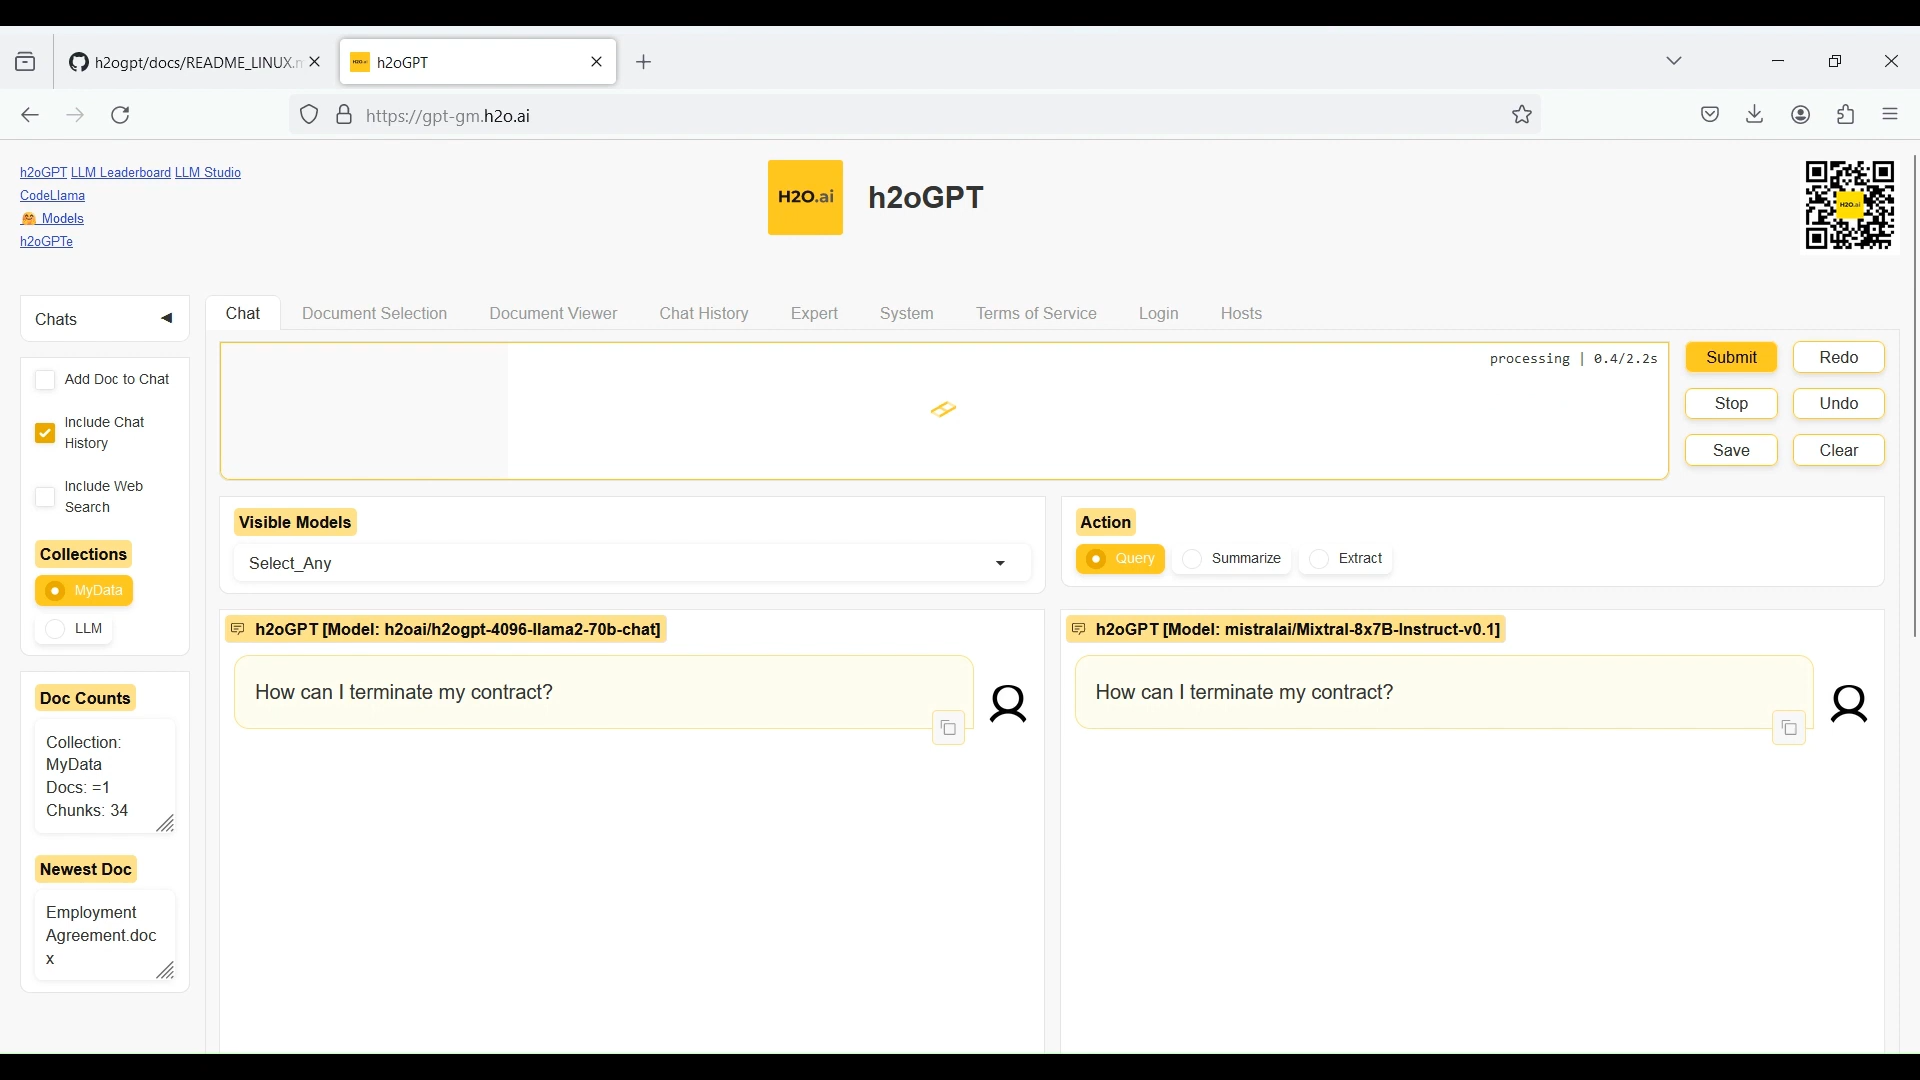 h2ogpt/docs/README_LINUX.m
h2oGPT
https://gpt-gm.h2o.ai
h2oGPT LLM Leaderboard LLM Studio
CodeLlama
🤗 Models
h2oGPTe
H2O.ai
h2oGPT
H2O.ai
Chats
Chat Document Selection Document Viewer Chat History Expert System Terms of Service Login Hosts
processing | 0.4/2.2s
Submit Redo
Stop Undo
Save Clear
Add Doc to Chat
Include Chat
History
Include Web
Search
Collections
MyData
LLM
Doc Counts
Collection:
MyData
Docs: =1
Chunks: 34
Newest Doc
Employment
Agreement.doc
x
Visible Models
Select_Any
Action
Query Summarize Extract
h2oGPT [Model: h2oai/h2ogpt-4096-llama2-70b-chat]
How can I terminate my contract?
h2oGPT [Model: mistralai/Mixtral-8x7B-Instruct-v0.1]
How can I terminate my contract?